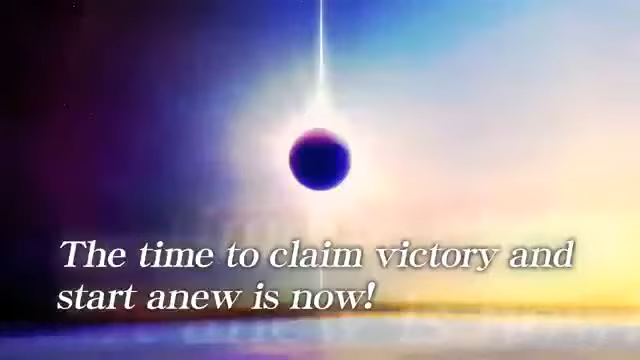 The time to claim victory and
start anew is now!